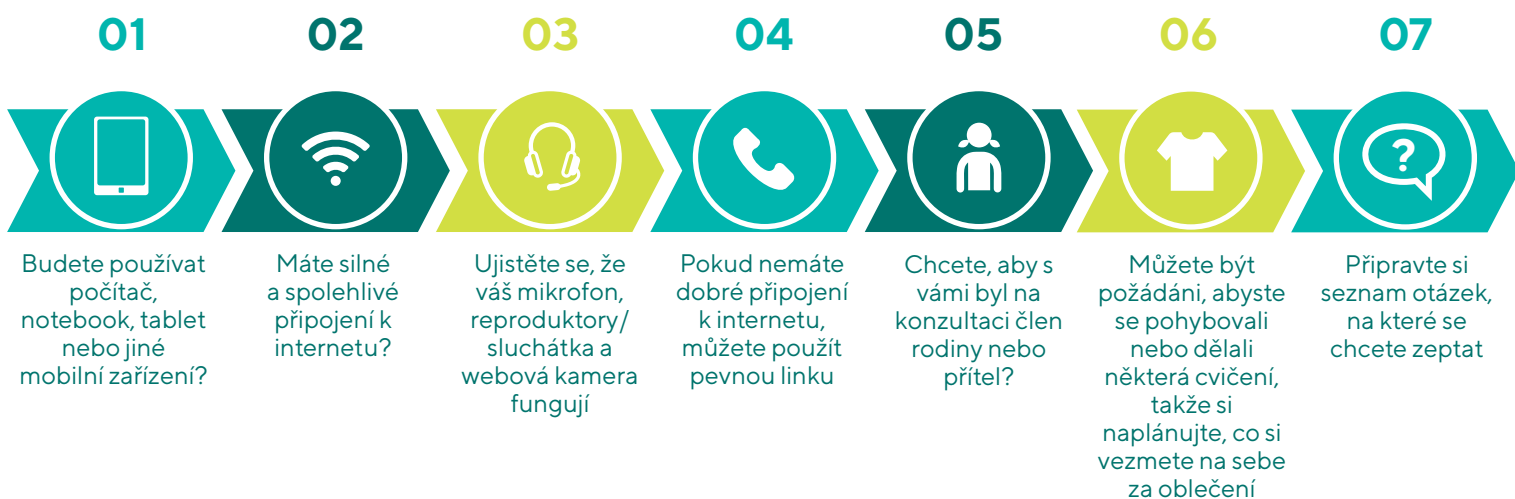 01
Budete používat
počítač,
notebook, tablet
nebo jiné
mobilní zařízení?
02
Máte silné
a spolehlivé
připojení k
internetu?
03
Ujistěte se, že
váš mikrofon,
reproduktory/
sluchátka a
webová kamera
fungují
04
Pokud nemáte
dobré připojení
k internetu,
můžete použít
pevnou linku
05
Chcete, aby s
vámi byl na
konzultaci člen
rodiny nebo
přítel?
06
Můžete být
požádáni, abyste
se pohybovali
nebo dělali
některá cvičení,
takže si
naplánujte, co si
vezmete na sebe
za oblečení
07
?
Připravte si
seznam otázek,
na které se
chcete zeptat